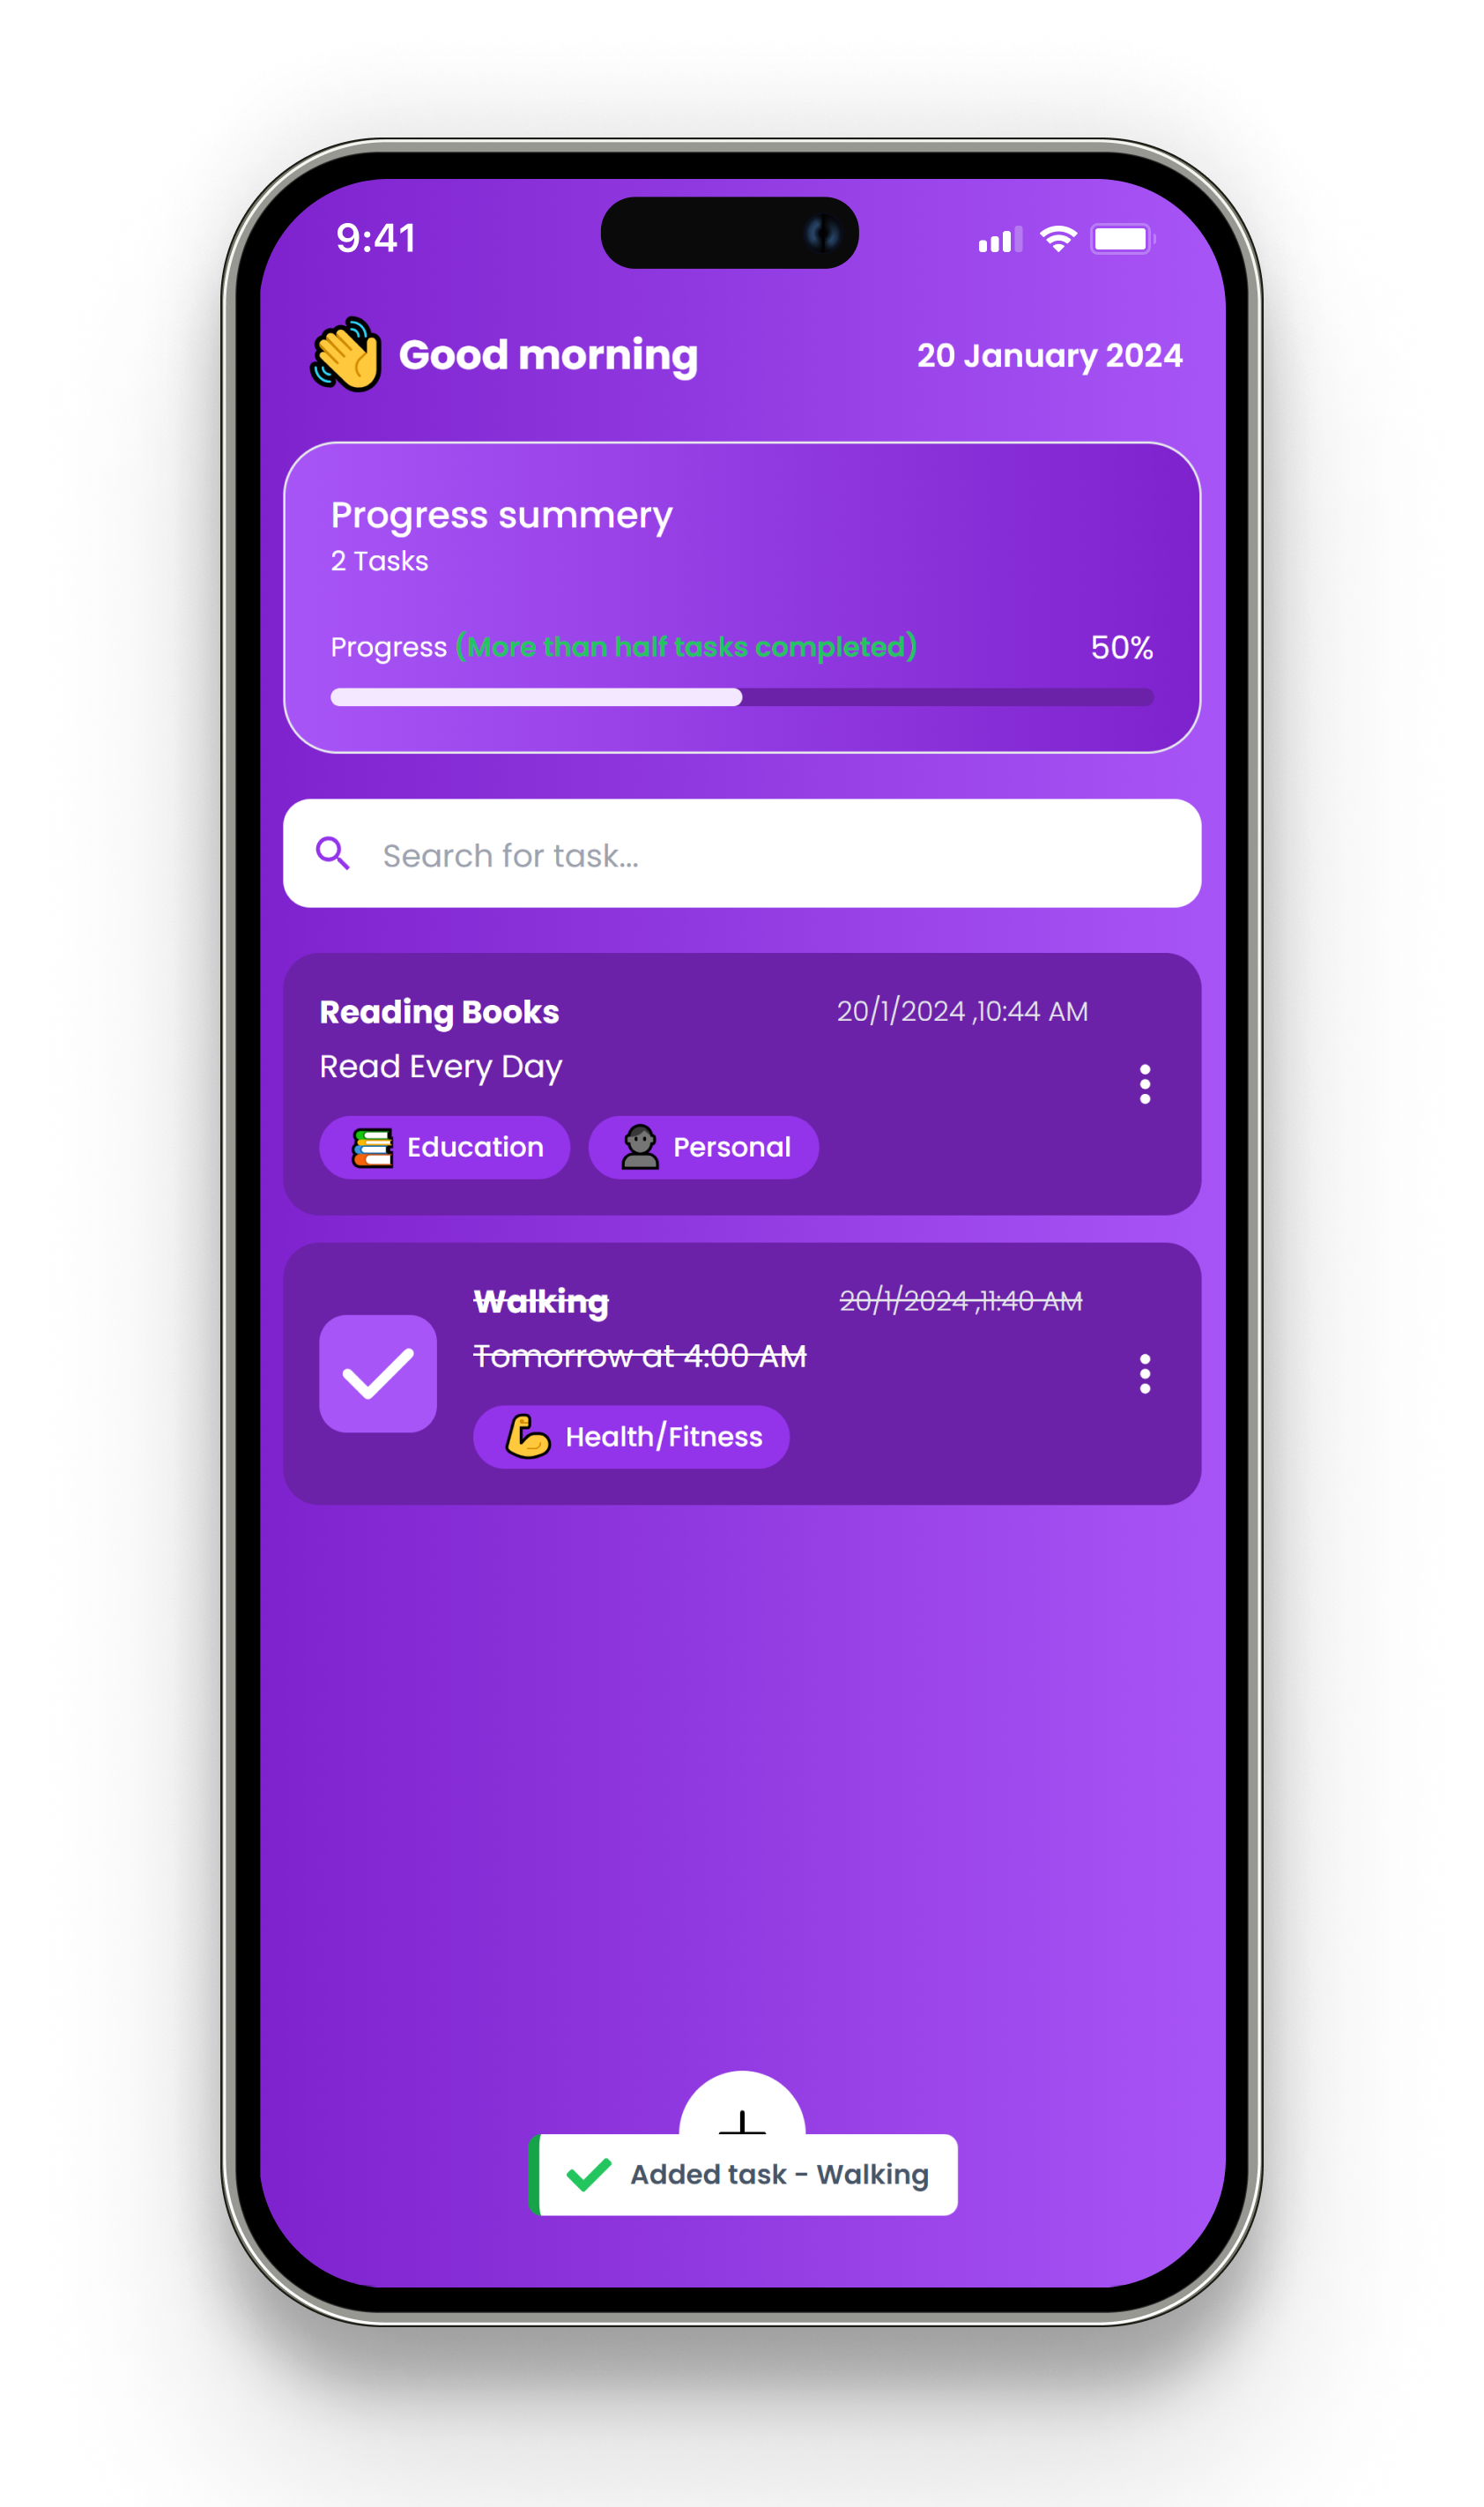 9:41
Good morning
20 January 2024
Progress summery
2 Tasks
Progress (More than half tasks completed) 50%
Search for task...
Reading Books 20/1/2024 ,10:44 AM
Read Every Day
Education Personal
Walking 20/1/2024 ,11:40 AM
Tomorrow at 4:00 AM
Health/Fitness
Added task - Walking